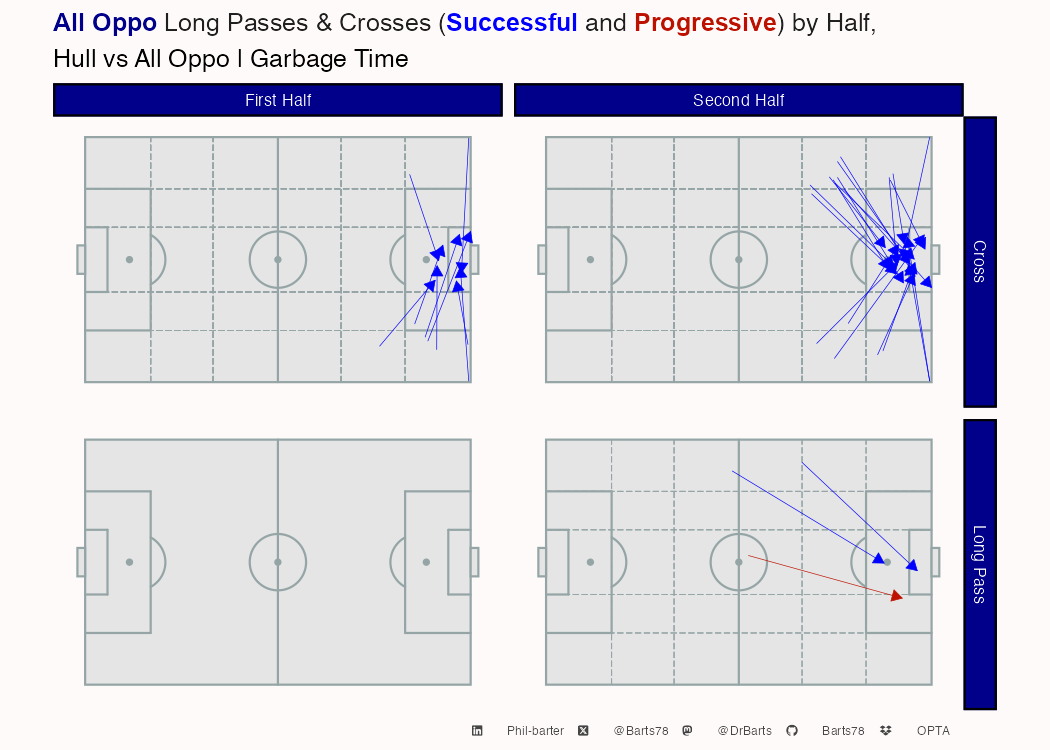 All Oppo Long Passes & Crosses (Successful and Progressive) by Half,
Hull vs All Oppo I Garbage Time
First Half
Second Half
Cross
Long Pass
Phil-barter @Barts78 @DrBarts Barts78 OPTA